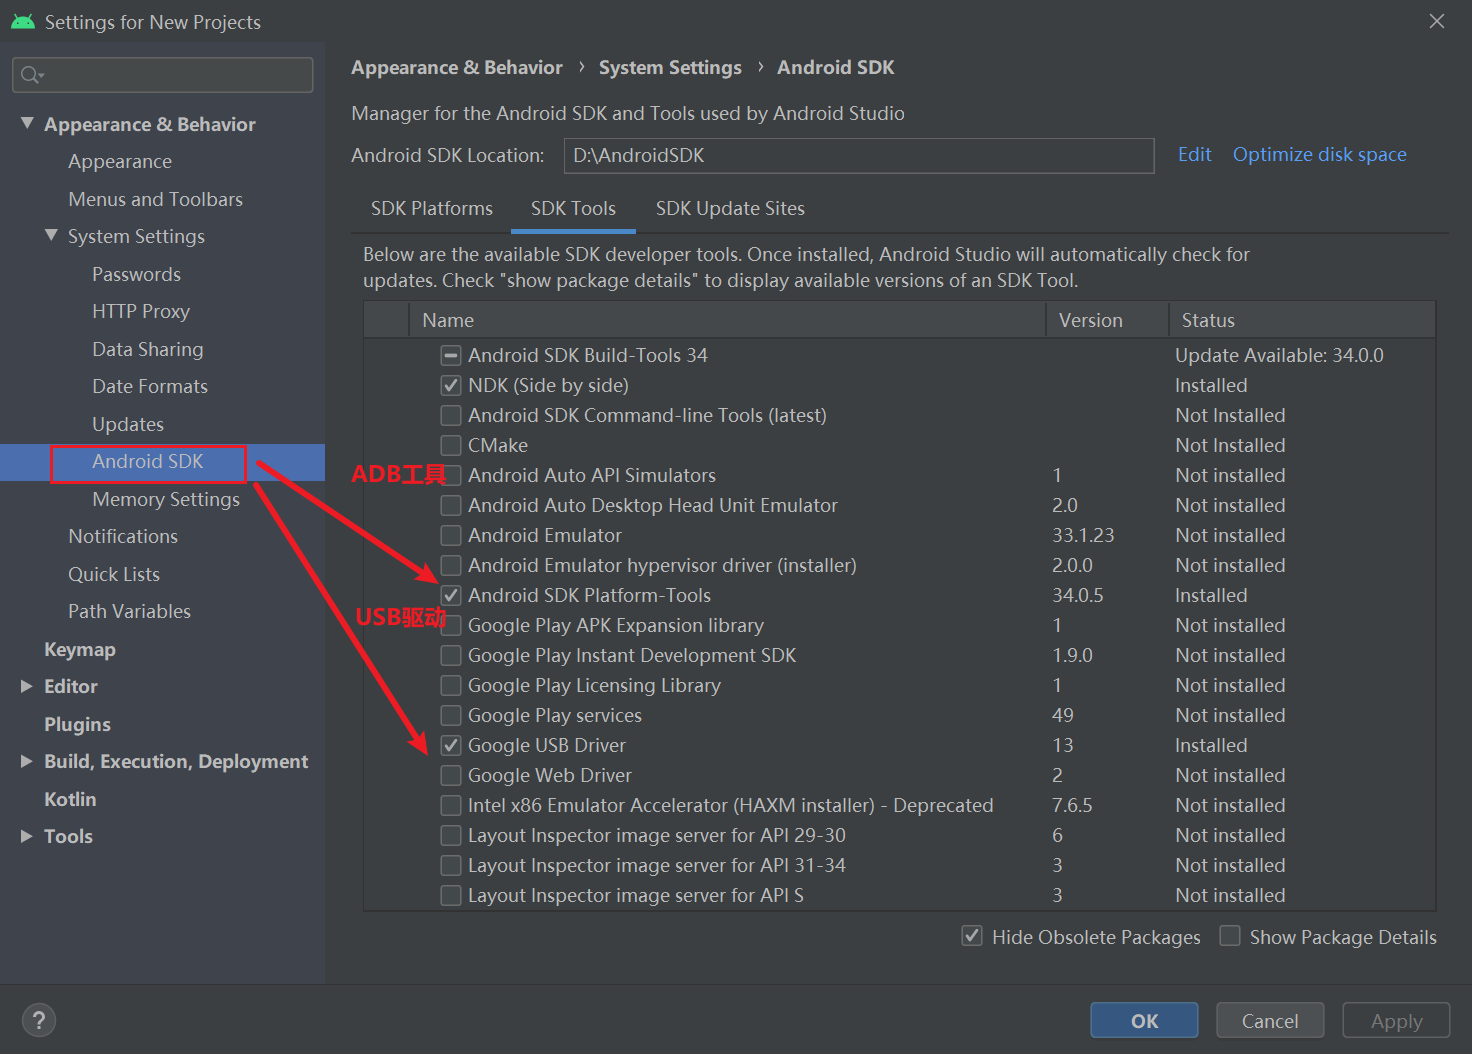 Settings for New Projects
Appearance & Behavior
Appearance
Menus and Toolbars
System Settings
Passwords
HTTP Proxy
Data Sharing
Date Formats
Updates
Android SDK
Memory Settings
Notifications
Quick Lists
Path Variables
Keymap
Editor
Plugins
Build, Execution, Deployment
Kotlin
Tools
Appearance & Behavior › System Settings › Android SDK
Manager for the Android SDK and Tools used by Android Studio
Android SDK Location: D:\AndroidSDK Edit Optimize disk space
SDK Platforms SDK Tools SDK Update Sites
Below are the available SDK developer tools. Once installed, Android Studio will automatically check for
updates. Check "show package details" to display available versions of an SDK Tool.
Name Version Status
Android SDK Build-Tools 34 Update Available: 34.0.0
NDK (Side by side) Installed
Android SDK Command-line Tools (latest) Not Installed
CMake Not Installed
ADB工具
Android Auto API Simulators 1 Not installed
Android Auto Desktop Head Unit Emulator 2.0 Not installed
Android Emulator 33.1.23 Not installed
Android Emulator hypervisor driver (installer) 2.0.0 Not installed
Android SDK Platform-Tools 34.0.5 Installed
USB驱动
Google Play APK Expansion library 1 Not installed
Google Play Instant Development SDK 1.9.0 Not installed
Google Play Licensing Library 1 Not installed
Google Play services 49 Not installed
Google USB Driver 13 Installed
Google Web Driver 2 Not installed
Intel x86 Emulator Accelerator (HAXM installer) - Deprecated 7.6.5 Not installed
Layout Inspector image server for API 29-30 6 Not installed
Layout Inspector image server for API 31-34 3 Not installed
Layout Inspector image server for API S 3 Not installed
Hide Obsolete Packages Show Package Details
? OK Cancel Apply